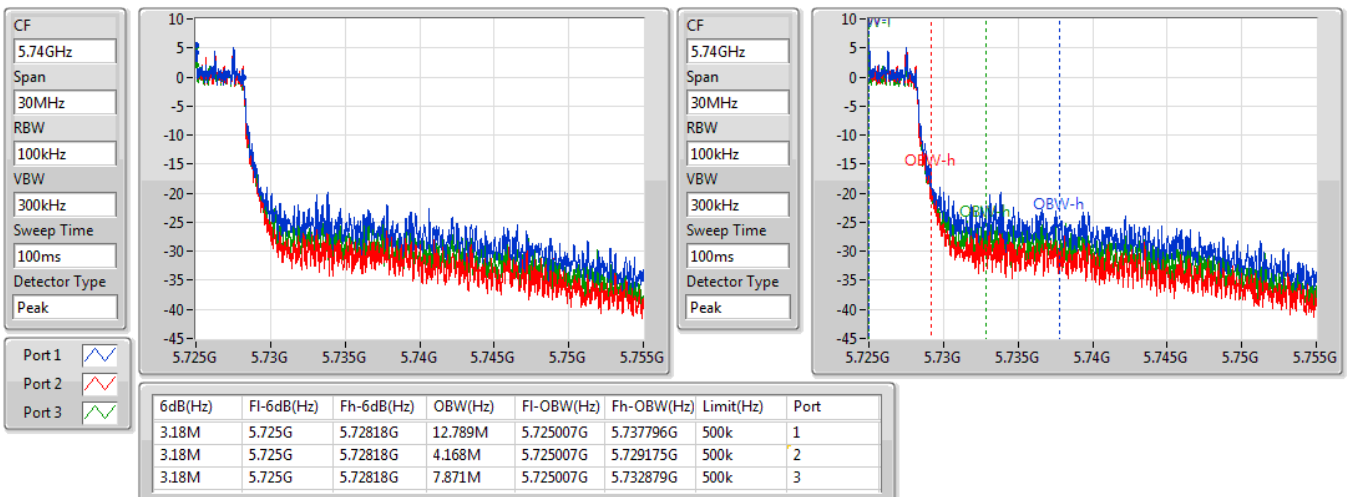 CF
5.74GHz
Span
30MHz
RBW
100kHz
VBW
300kHz
Sweep Time
100ms
Detector Type
Peak
10
5
0
-5
-10
-15
-20
-25
-30
-35
-40
-45
5.725G 5.73G 5.735G 5.74G 5.745G 5.75G 5.755G
CF
5.74GHz
Span
30MHz
RBW
100kHz
VBW
300kHz
Sweep Time
100ms
Detector Type
Peak
10
5
0
-5
-10
-15
-20
-25
-30
-35
-40
-45
OBW-h
OBW-h
OBW-h
5.725G 5.73G 5.735G 5.74G 5.745G 5.75G 5.755G
Port 1
Port 2
Port 3
6dB(Hz) Fl-6dB(Hz) Fh-6dB(Hz) OBW(Hz) Fl-OBW(Hz) Fh-OBW(Hz) Limit(Hz) Port
3.18M 5.725G 5.72818G 12.789M 5.725007G 5.737796G 500k 1
3.18M 5.725G 5.72818G 4.168M 5.725007G 5.729175G 500k 2
3.18M 5.725G 5.72818G 7.871M 5.725007G 5.732879G 500k 3